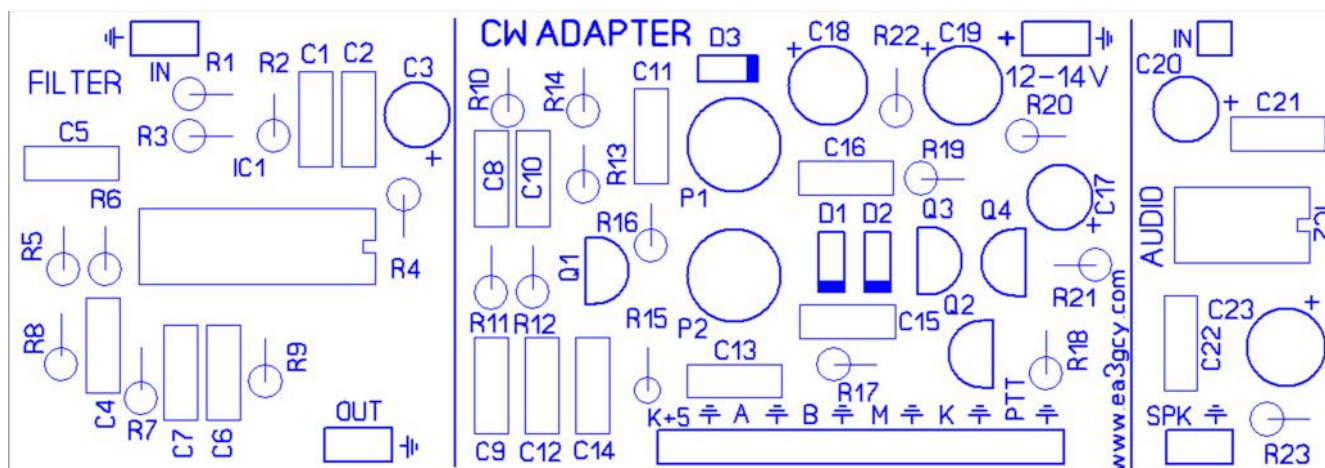 FILTER
IN
R1
R2
C1
C2
C3
R3
IC1
C5
R6
R5
R4
R8
C4
R7
C7
C6
R9
OUT
CW ADAPTER
D3
C18
R22
C19
+
12-14V
R10
R14
C11
+
+
R20
C8
C10
R13
P1
C16
R19
R16
D1
D2
Q3
Q4
C17
+
Q1
R11
R12
R15
P2
C15
Q2
R21
C13
R17
R18
C9
C12
C14
K+5
A
B
M
K
PTT
www.ea3gcy.com
IN
C20
+
C21
AUDIO
IC2
C23
+
C22
SPK
R23
+